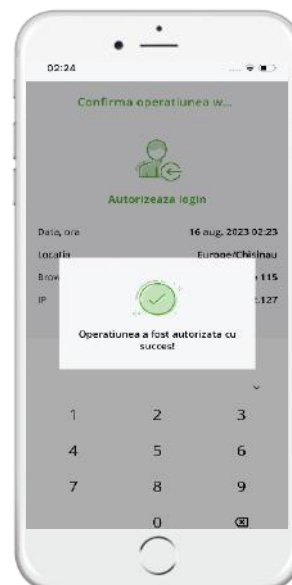 02:24
Confirma operatiunea w...
Autorizeaza login
Data, ora 16 aug. 2023 02:23
Locatia Europe/Chisinau
115
IP .127
Operatiunea a fost autorizata cu
succes!
1 2 3
4 5 6
7 8 9
0